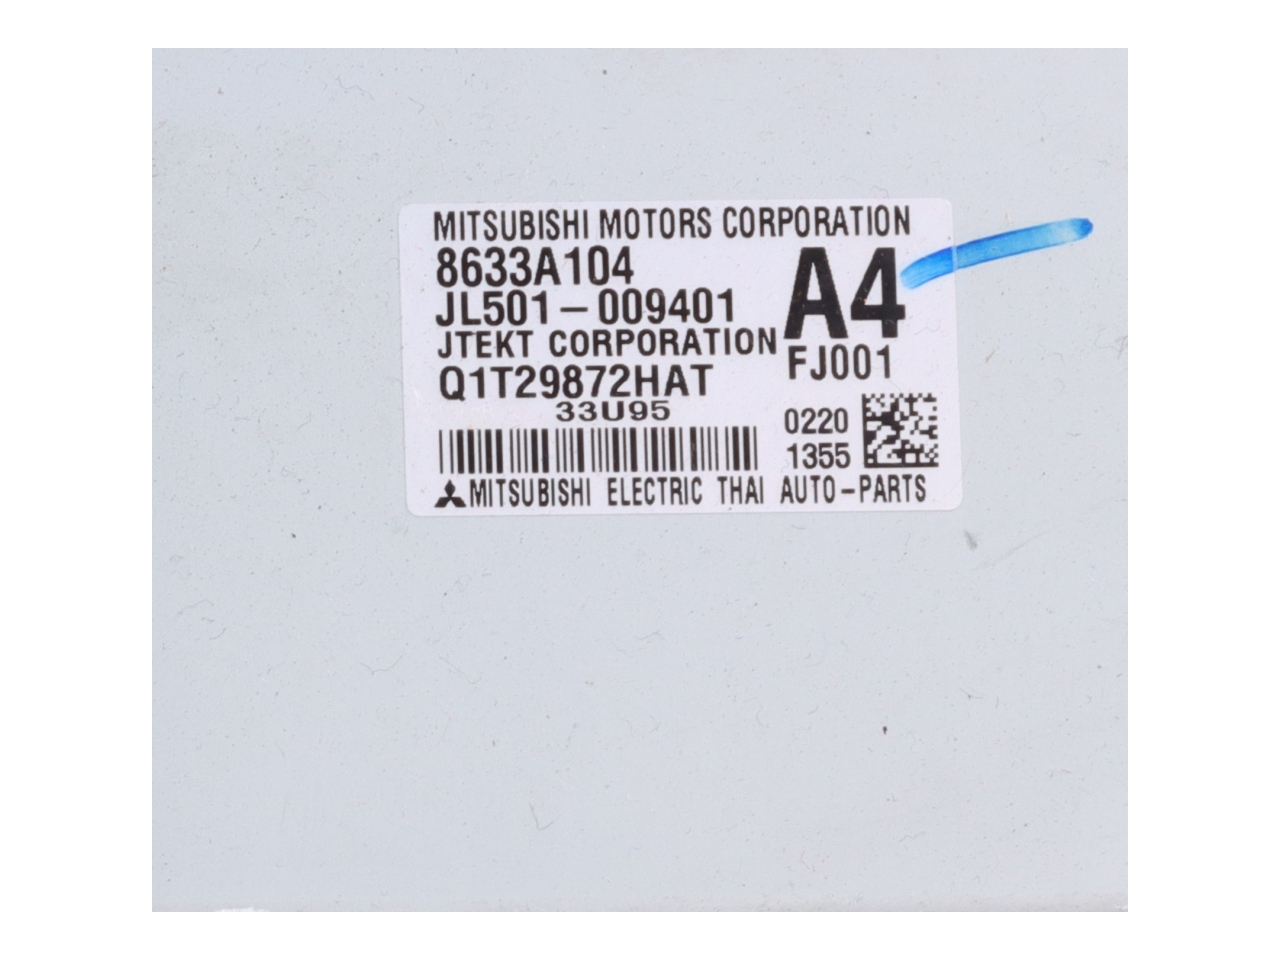 MITSUBISHI MOTORS CORPORATION
8633A104
A4
JL501-009401
JTEKT CORPORATION
FJ001
Q1T29872HAT
33U95
0220
1355
MITSUBISHI ELECTRIC THAI AUTO-PARTS